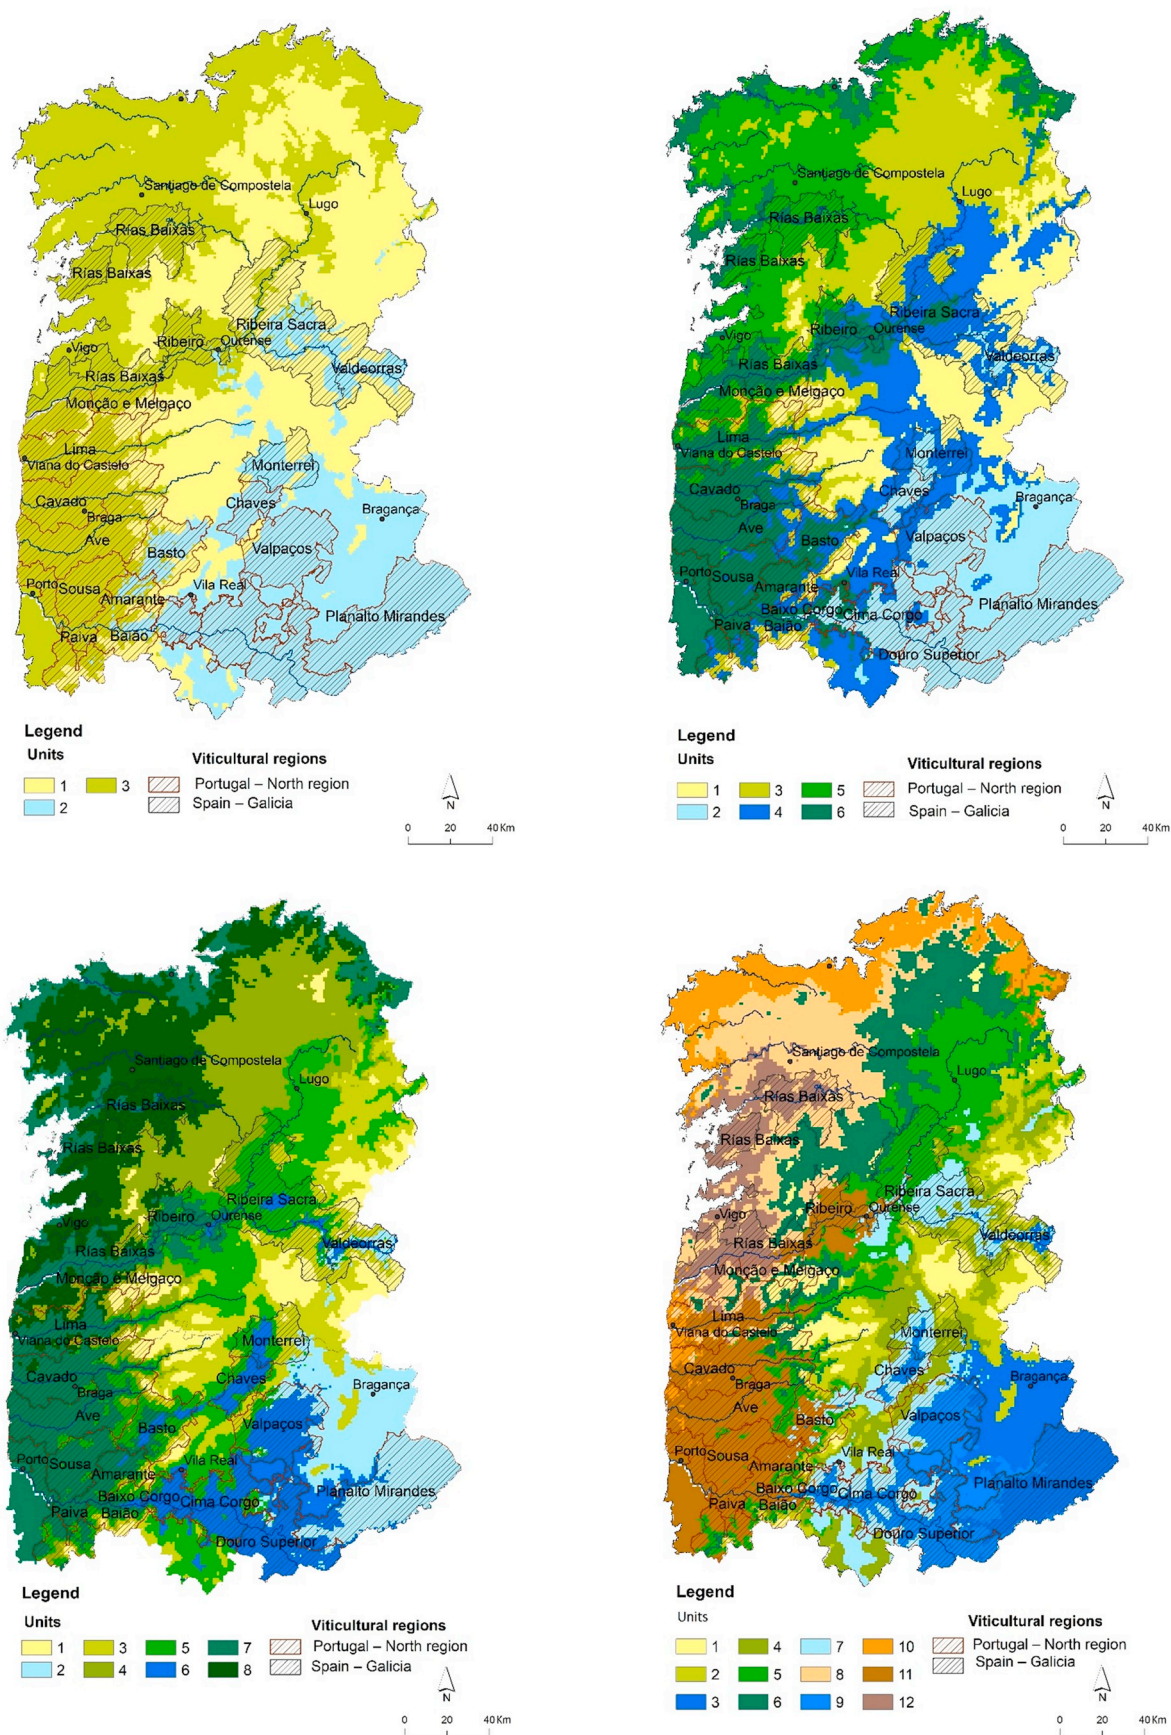 Santiago de Compostela
Lugo
Rías Baixas
Rías Baixas
Ribeira Sacra
Ribeiro
Ourense
Vigo
Valdeorras
Rías Baixas
Monção e Melgaço
Lima
Viana do Castelo
Monterrei
Cavado
Chaves
Braga
Bragança
Ave
Basto
Valpaços
Porto
Sousa
Vila Real
Amarante
Planalto Mirandes
Paiva
Baião
Legend
Units
Viticultural regions
1
3
Portugal – North region
2
Spain – Galicia
N
0 20 40 Km
Santiago de Compostela
Lugo
Rías Baixas
Rías Baixas
Ribeira Sacra
Ribeiro
Ourense
Vigo
Valdeorras
Rías Baixas
Monção e Melgaço
Lima
Viana do Castelo
Monterrei
Cavado
Chaves
Braga
Bragança
Ave
Basto
Valpaços
Porto
Sousa
Vila Real
Amarante
Planalto Mirandes
Baixo Corgo
Cima Corgo
Paiva
Baião
Douro Superior
Legend
Units
Viticultural regions
1
3
5
Portugal – North region
2
4
6
Spain – Galicia
N
0 20 40 Km
Santiago de Compostela
Lugo
Rías Baixas
Rías Baixas
Ribeira Sacra
Ribeiro
Ourense
Vigo
Valdeorras
Rías Baixas
Monção e Melgaço
Lima
Viana do Castelo
Monterrei
Cavado
Chaves
Braga
Bragança
Ave
Basto
Valpaços
Porto
Sousa
Vila Real
Amarante
Planalto Mirandes
Baixo Corgo
Cima Corgo
Paiva
Baião
Douro Superior
Legend
Units
Viticultural regions
1
3
5
7
Portugal – North region
2
4
6
8
Spain – Galicia
N
0 20 40 Km
Santiago de Compostela
Lugo
Rías Baixas
Rías Baixas
Ribeira Sacra
Ribeiro
Ourense
Vigo
Valdeorras
Rías Baixas
Monção e Melgaço
Lima
Viana do Castelo
Monterrei
Cavado
Chaves
Braga
Bragança
Ave
Basto
Valpaços
Porto
Sousa
Vila Real
Amarante
Planalto Mirandes
Baixo Corgo
Cima Corgo
Paiva
Baião
Douro Superior
Legend
Units
Viticultural regions
1
4
7
10
Portugal – North region
2
5
8
11
Spain – Galicia
3
6
9
12
N
0 20 40 Km